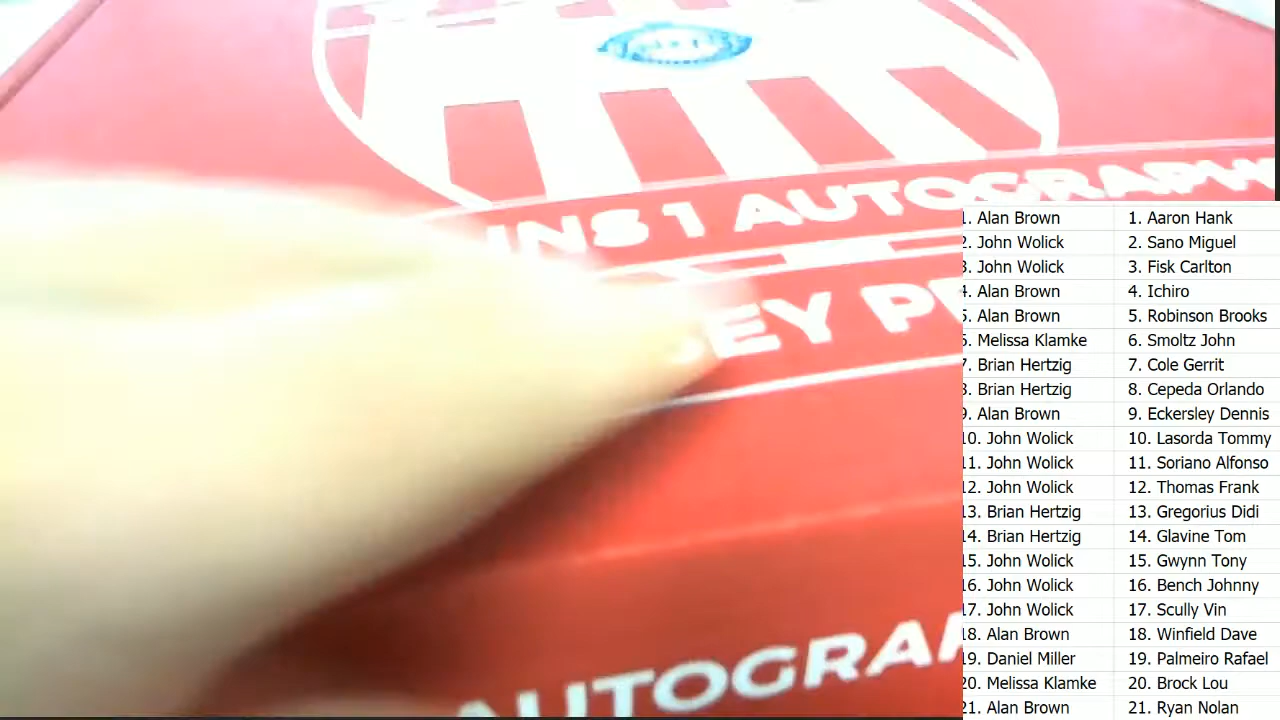 1 AUTOGRAPH
EY
1. Alan Brown 1. Aaron Hank
2. John Wolick 2. Sano Miguel
3. John Wolick 3. Fisk Carlton
4. Alan Brown 4. Ichiro
5. Alan Brown 5. Robinson Brooks
6. Melissa Klamke 6. Smoltz John
7. Brian Hertzig 7. Cole Gerrit
8. Brian Hertzig 8. Cepeda Orlando
9. Alan Brown 9. Eckersley Dennis
10. John Wolick 10. Lasorda Tommy
11. John Wolick 11. Soriano Alfonso
12. John Wolick 12. Thomas Frank
13. Brian Hertzig 13. Gregorius Didi
14. Brian Hertzig 14. Glavine Tom
15. John Wolick 15. Gwynn Tony
16. John Wolick 16. Bench Johnny
17. John Wolick 17. Scully Vin
18. Alan Brown 18. Winfield Dave
19. Daniel Miller 19. Palmeiro Rafael
20. Melissa Klamke 20. Brock Lou
21. Alan Brown 21. Ryan Nolan
AUTOGRA